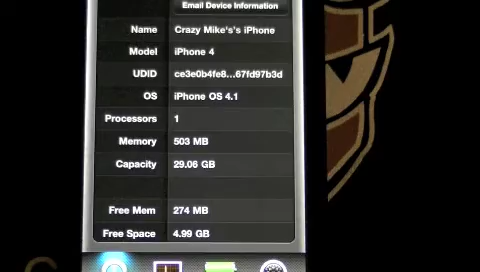 Email Device Information
Name Crazy Mike's's iPhone
Model iPhone 4
UDID ce3e0b4fe8...67fd97b3d
OS iPhone OS 4.1
Processors 1
Memory 503 MB
Capacity 29.06 GB
Free Mem 274 MB
Free Space 4.99 GB